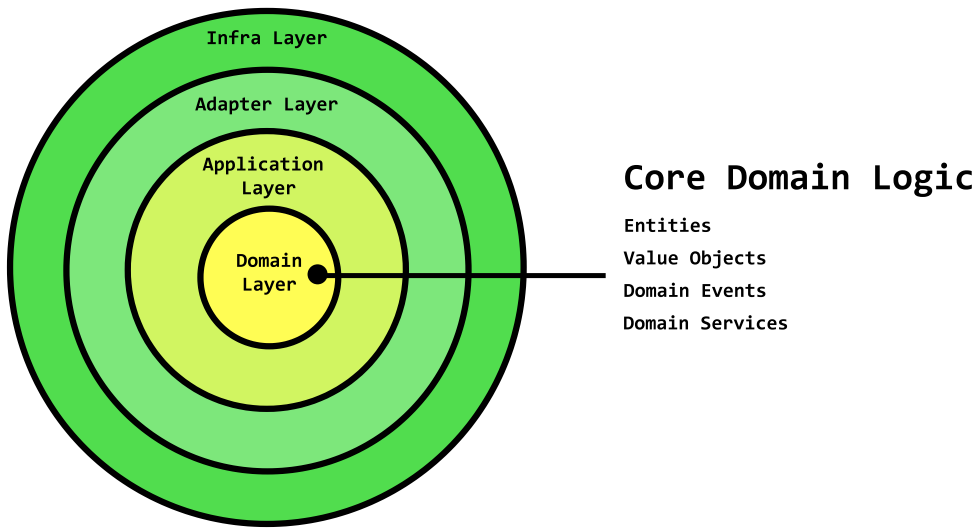 Infra Layer
Adapter Layer
Application
Layer
Domain
Layer
Core Domain Logic
Entities
Value Objects
Domain Events
Domain Services